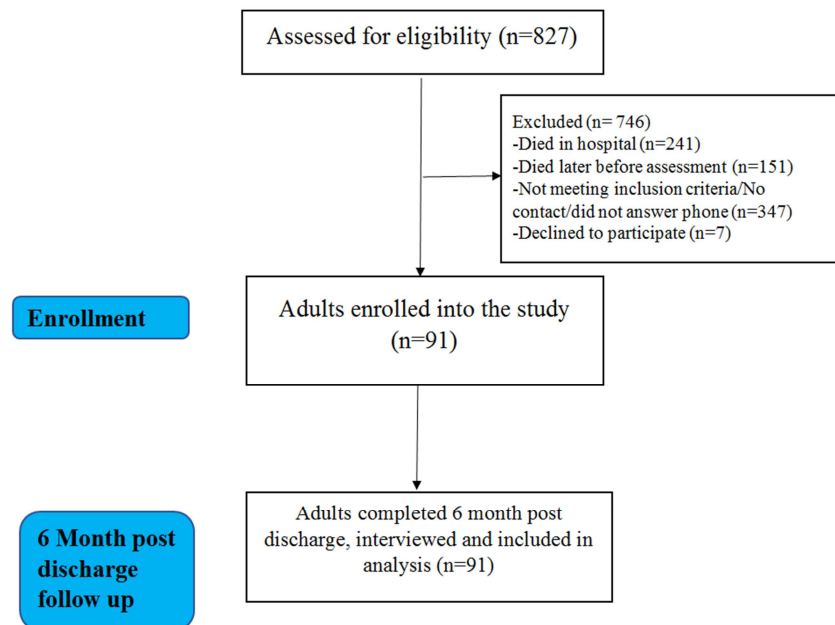 Assessed for eligibility (n=827)
Excluded (n= 746)
-Died in hospital (n=241)
-Died later before assessment (n=151)
-Not meeting inclusion criteria/No
contact/did not answer phone (n=347)
-Declined to participate (n=7)
Enrollment
Adults enrolled into the study
(n=91)
6 Month post
discharge
follow up
Adults completed 6 month post
discharge, interviewed and included in
analysis (n=91)